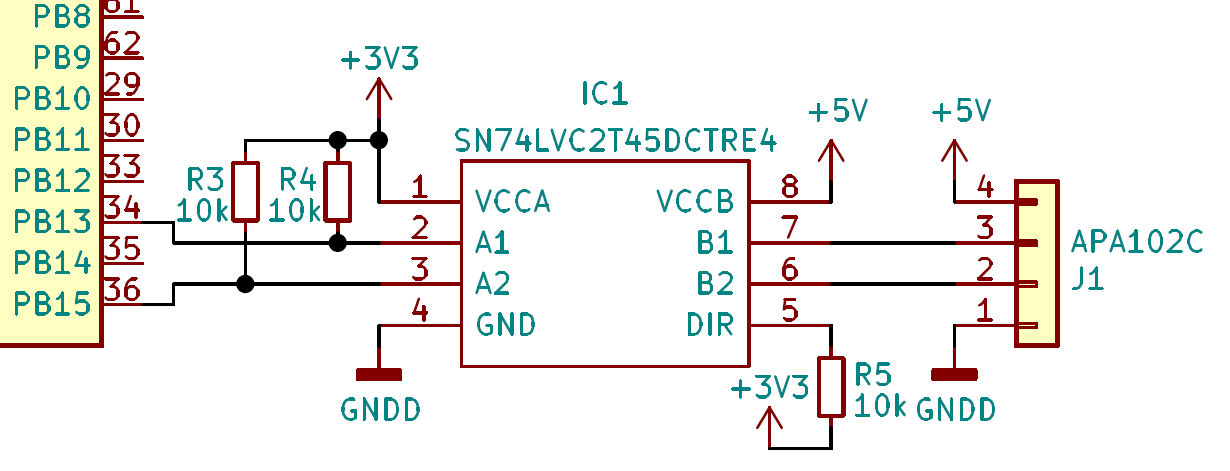 PB8 61
PB9 62
PB10 29
PB11 30
PB12 33
PB13 34
PB14 35
PB15 36
+3V3
R3
10k
R4
10k
IC1
SN74LVC2T45DCTRE4
1 VCCA VCCB 8
2 A1 B1 7
3 A2 B2 6
4 GND DIR 5
GNDD
+5V
+5V
4
3
2
1
APA102C
J1
+3V3
R5
10k
GNDD